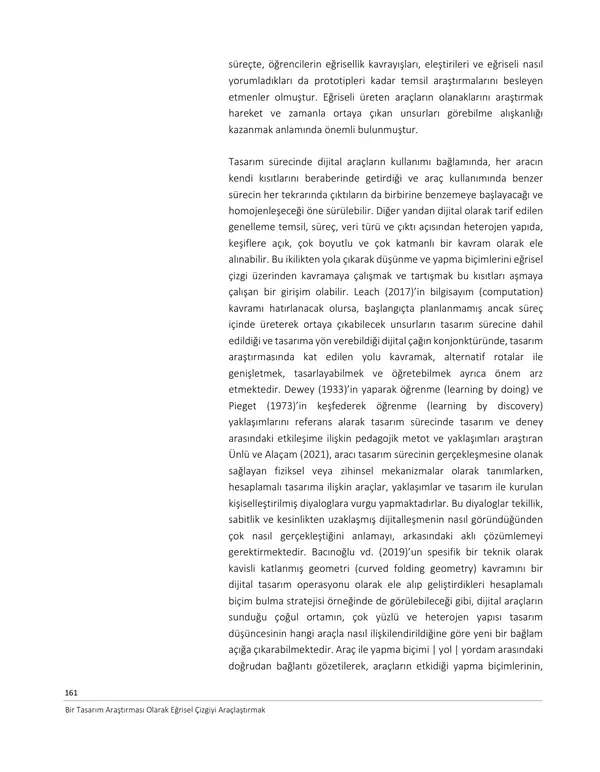 süreçte, öğrencilerin eğrisellik kavrayışları, eleştirileri ve eğriseli nasıl
yorumladıkları da prototipleri kadar temsil araştırmalarını besleyen
etmenler olmuştur. Eğriseli üreten araçların olanaklarını araştırmak
hareket ve zamanla ortaya çıkan unsurları görebilme alışkanlığı
kazanmak anlamında önemli bulunmuştur.

Tasarım sürecinde dijital araçların kullanımı bağlamında, her aracın
kendi kısıtlarını beraberinde getirdiği ve araç kullanımında benzer
sürecin her tekrarında çıktıların da birbirine benzemeye başlayacağı ve
homojenleşeceği öne sürülebilir. Diğer yandan dijital olarak tarif edilen
genelleme temsil, süreç, veri türü ve çıktı açısından heterojen yapıda,
keşiflere açık, çok boyutlu ve çok katmanlı bir kavram olarak ele
alınabilir. Bu ikilikten yola çıkarak düşünme ve yapma biçimlerini eğrisel
çizgi üzerinden kavramaya çalışmak ve tartışmak bu kısıtları aşmaya
çalışan bir girişim olabilir. Leach (2017)'in bilgisayım (computation)
kavramı hatırlanacak olursa, başlangıçta planlanmamış ancak süreç
içinde üreterek ortaya çıkabilecek unsurların tasarım sürecine dahil
edildiği ve tasarıma yön verebildiği dijital çağın konjonktüründe, tasarım
araştırmasında kat edilen yolu kavramak, alternatif rotalar ile
genişletmek, tasarlayabilmek ve öğretebilmek ayrıca önem arz
etmektedir. Dewey (1933)'in yaparak öğrenme (learning by doing) ve
Pieget (1973)'in keşfederek öğrenme (learning by discovery)
yaklaşımlarını referans alarak tasarım sürecinde tasarım ve deney
arasındaki etkileşime ilişkin pedagojik metot ve yaklaşımları araştıran
Ünlü ve Alaçam (2021), aracı tasarım sürecinin gerçekleşmesine olanak
sağlayan fiziksel veya zihinsel mekanizmalar olarak tanımlarken,
hesaplamalı tasarıma ilişkin araçlar, yaklaşımlar ve tasarım ile kurulan
kişiselleştirilmiş diyaloglara vurgu yapmaktadırlar. Bu diyaloglar tekillik,
sabitlik ve kesinlikten uzaklaşmış dijitalleşmenin nasıl göründüğünden
çok nasıl gerçekleştiğini anlamayı, arkasındaki aklı çözümlemeyi
gerektirmektedir. Bacınoğlu vd. (2019)'un spesifik bir teknik olarak
kavisli katlanmış geometri (curved folding geometry) kavramını bir
dijital tasarım operasyonu olarak ele alıp geliştirdikleri hesaplamalı
biçim bulma stratejisi örneğinde de görülebileceği gibi, dijital araçların
sunduğu çoğul ortamın, çok yüzlü ve heterojen yapısı tasarım
düşüncesinin hangi araçla nasıl ilişkilendirildiğine göre yeni bir bağlam
açığa çıkarabilmektedir. Araç ile yapma biçimi | yol | yordam arasındaki
doğrudan bağlantı gözetilerek, araçların etkidiği yapma biçimlerinin,

161
Bir Tasarım Araştırması Olarak Eğrisel Çizgiyi Araçlaştırmak